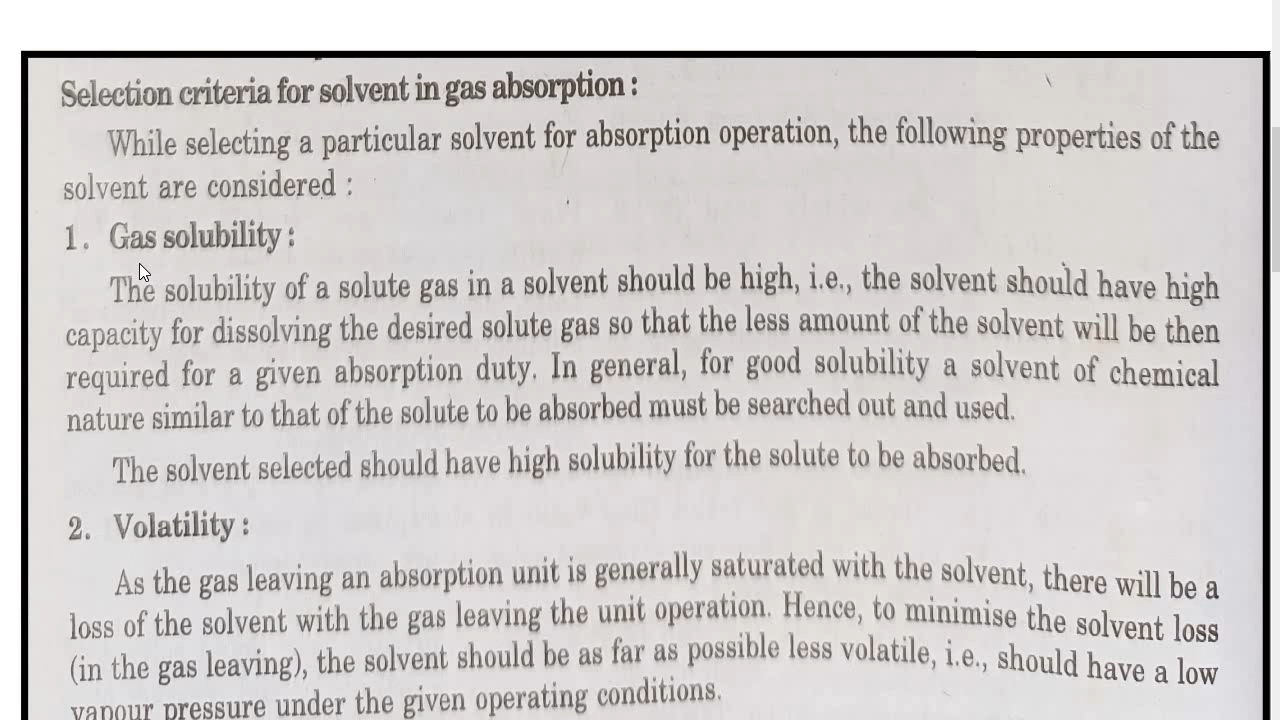 Selection criteria for solvent in gas absorption :
While selecting a particular solvent for absorption operation, the following properties of the
solvent are considered :
1. Gas solubility :
The solubility of a solute gas in a solvent should be high, i.e., the solvent should have high
capacity for dissolving the desired solute gas so that the less amount of the solvent will be then
required for a given absorption duty. In general, for good solubility a solvent of chemical
nature similar to that of the solute to be absorbed must be searched out and used.
The solvent selected should have high solubility for the solute to be absorbed.
2. Volatility :
As the gas leaving an absorption unit is generally saturated with the solvent, there will be a
loss of the solvent with the gas leaving the unit operation. Hence, to minimise the solvent loss
(in the gas leaving), the solvent should be as far as possible less volatile, i.e., should have a low
vapour pressure under the given operating conditions.